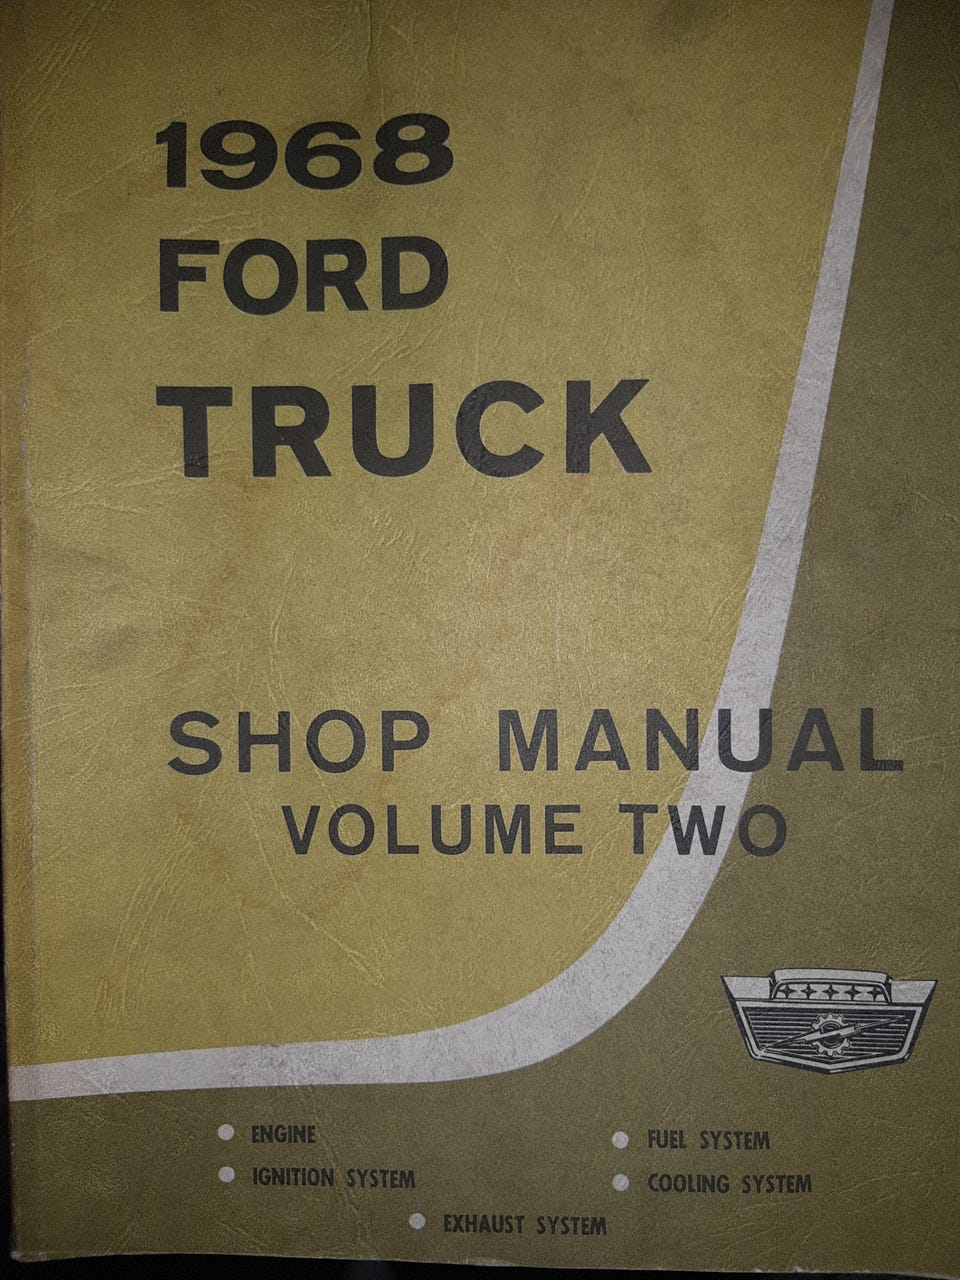 1968
FORD
TRUCK
SHOP MANUAL
VOLUME TWO
ENGINE
FUEL SYSTEM
IGNITION SYSTEM
COOLING SYSTEM
EXHAUST SYSTEM